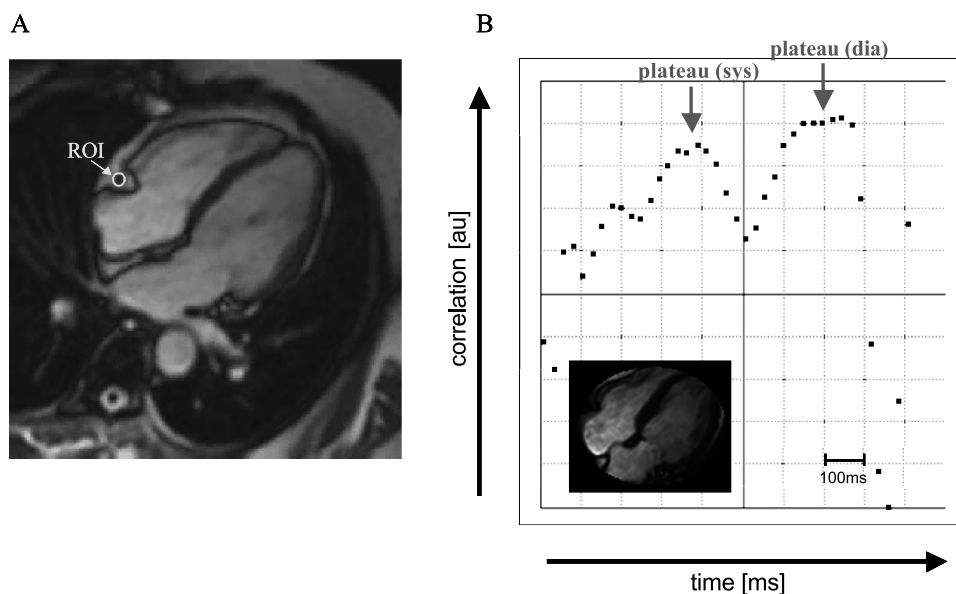 A
B
ROI
plateau (sys)
plateau (dia)
correlation [au]
100ms
time [ms]